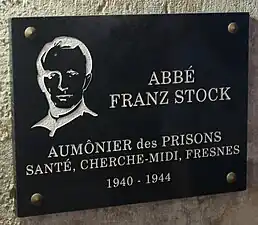 ABBÉ
FRANZ STOCK
AUMÔNIER des PRISONS
SANTÉ, CHERCHE-MIDI, FRESNES
1940 - 1944